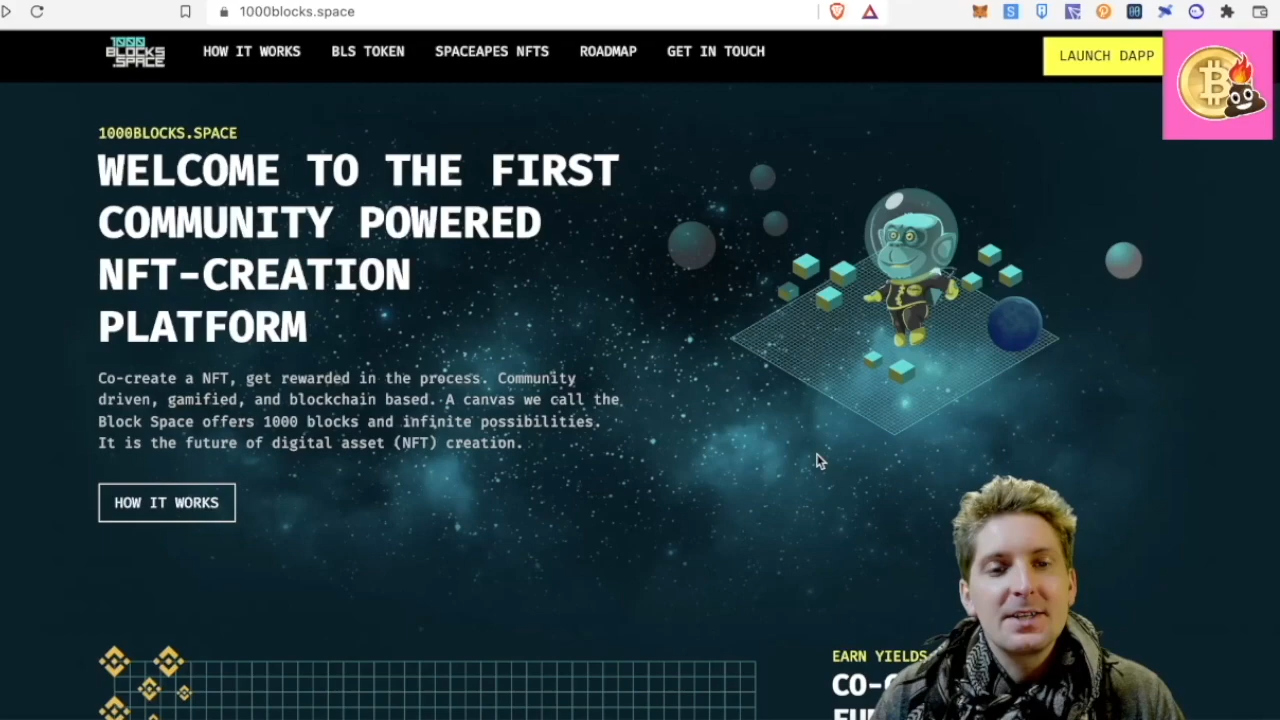 1000blocks.space
1000
BLOCKS
.SPACE
HOW IT WORKS
BLS TOKEN
SPACEAPES NFTS
ROADMAP
GET IN TOUCH
LAUNCH DAPP
1000BLOCKS.SPACE
WELCOME TO THE FIRST
COMMUNITY POWERED
NFT-CREATION
PLATFORM
Co-create a NFT, get rewarded in the process. Community
driven, gamified, and blockchain based. A canvas we call the
Block Space offers 1000 blocks and infinite possibilities.
It is the future of digital asset (NFT) creation.
HOW IT WORKS
EARN YIELDS